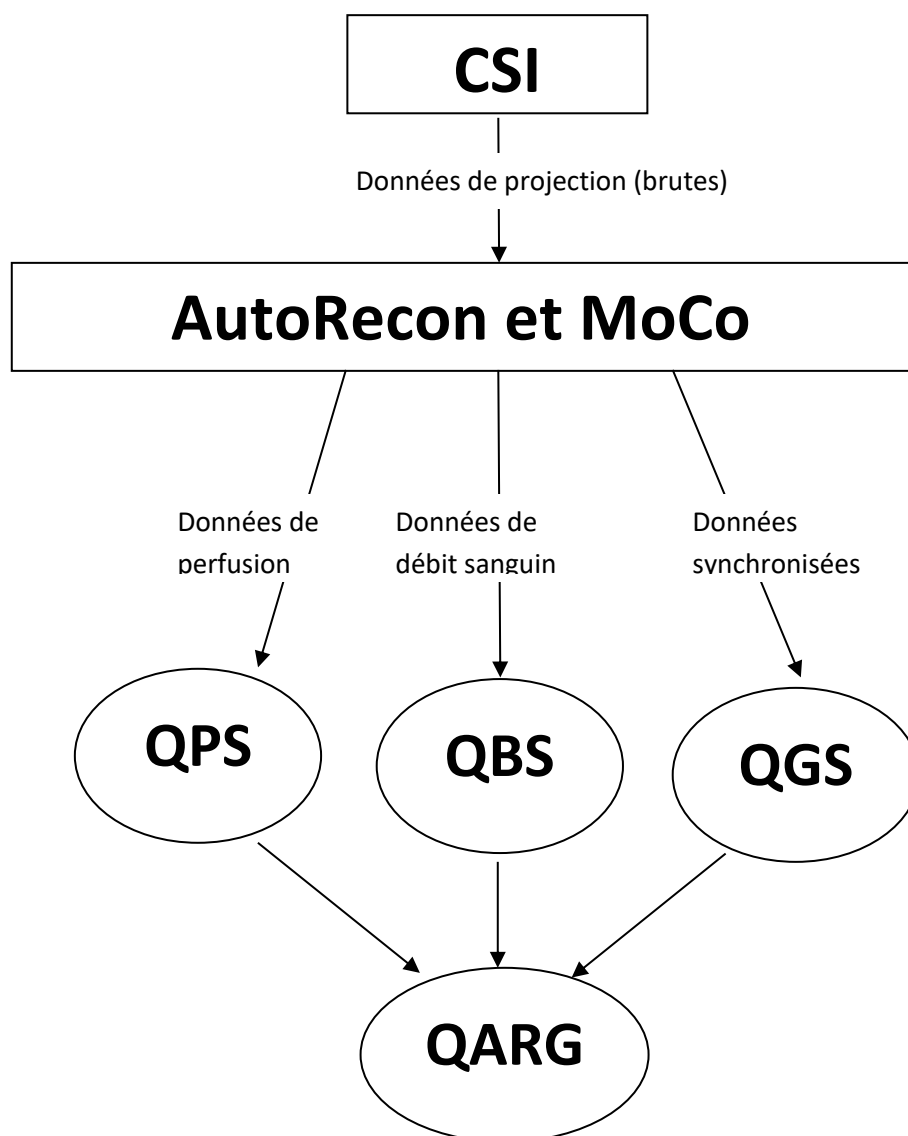 CSI
Données de projection (brutes)
AutoRecon et MoCo
Données de
perfusion
Données de
débit sanguin
Données
synchronisées
QPS
QBS
QGS
QARG